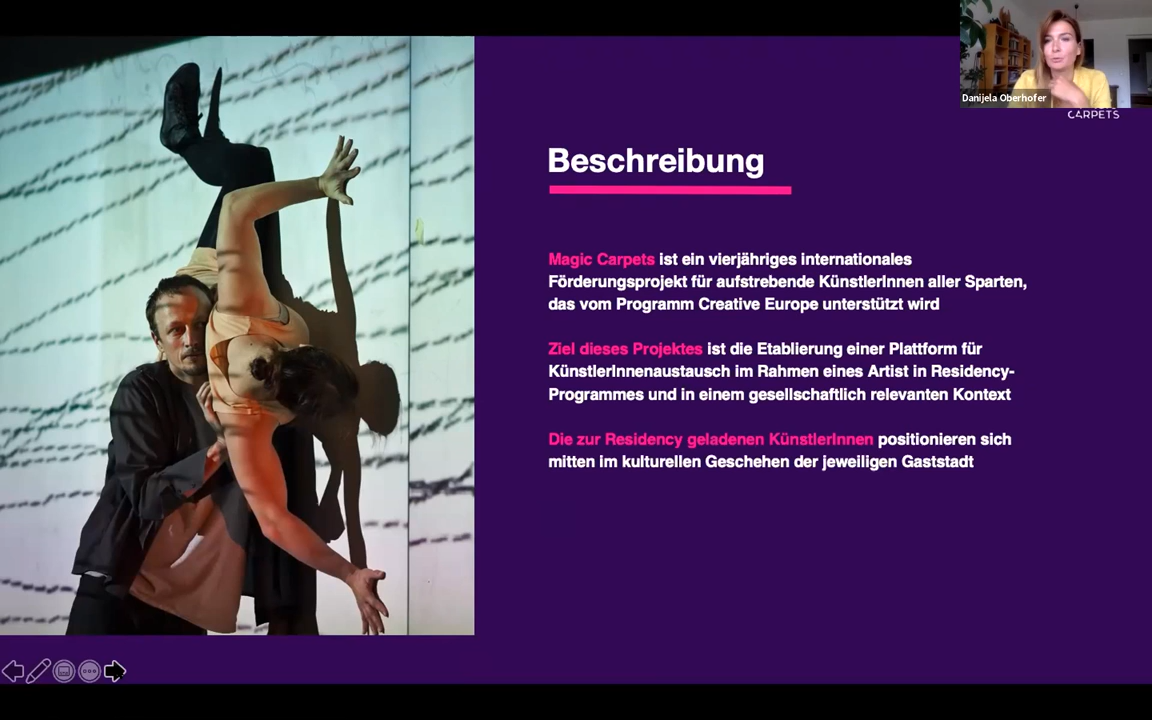 Danijela Oberhofer
CARPETS
Beschreibung
Magic Carpets ist ein vierjähriges internationales
Förderungsprojekt für aufstrebende KünstlerInnen aller Sparten,
das vom Programm Creative Europe unterstützt wird
Ziel dieses Projektes ist die Etablierung einer Plattform für
KünstlerInnenaustausch im Rahmen eines Artist in Residency-
Programmes und in einem gesellschaftlich relevanten Kontext
Die zur Residency geladenen KünstlerInnen positionieren sich
mitten im kulturellen Geschehen der jeweiligen Gaststadt